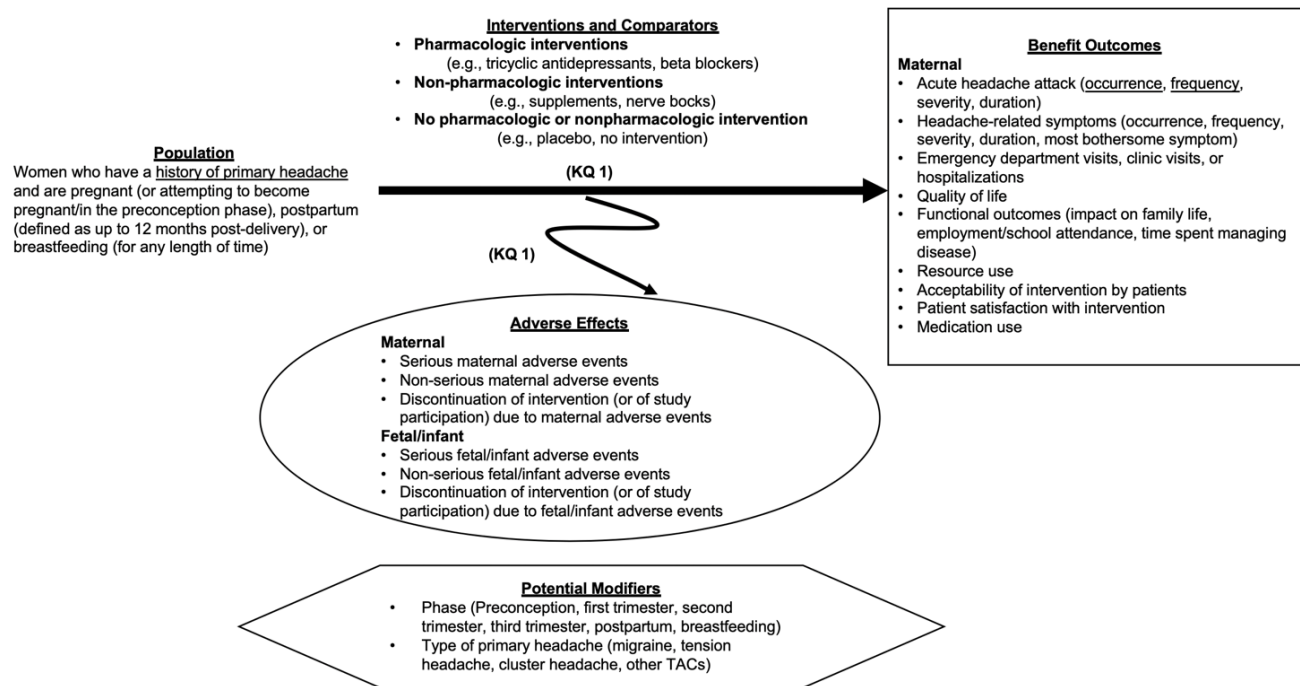 Interventions and Comparators
• Pharmacologic interventions
(e.g., tricyclic antidepressants, beta blockers)
• Non-pharmacologic interventions
(e.g., supplements, nerve bocks)
• No pharmacologic or nonpharmacologic intervention
(e.g., placebo, no intervention)
Population
Women who have a history of primary headache
and are pregnant (or attempting to become
pregnant/in the preconception phase), postpartum
(defined as up to 12 months post-delivery), or
breastfeeding (for any length of time)
(KQ 1)
(KQ 1)
Benefit Outcomes
Maternal
• Acute headache attack (occurrence, frequency,
severity, duration)
• Headache-related symptoms (occurrence, frequency,
severity, duration, most bothersome symptom)
• Emergency department visits, clinic visits, or
hospitalizations
• Quality of life
• Functional outcomes (impact on family life,
employment/school attendance, time spent managing
disease)
• Resource use
• Acceptability of intervention by patients
• Patient satisfaction with intervention
• Medication use
Adverse Effects
Maternal
• Serious maternal adverse events
• Non-serious maternal adverse events
• Discontinuation of intervention (or of study
participation) due to maternal adverse events
Fetal/infant
• Serious fetal/infant adverse events
• Non-serious fetal/infant adverse events
• Discontinuation of intervention (or of study
participation) due to fetal/infant adverse events
Potential Modifiers
• Phase (Preconception, first trimester, second
trimester, third trimester, postpartum, breastfeeding)
• Type of primary headache (migraine, tension
headache, cluster headache, other TACs)